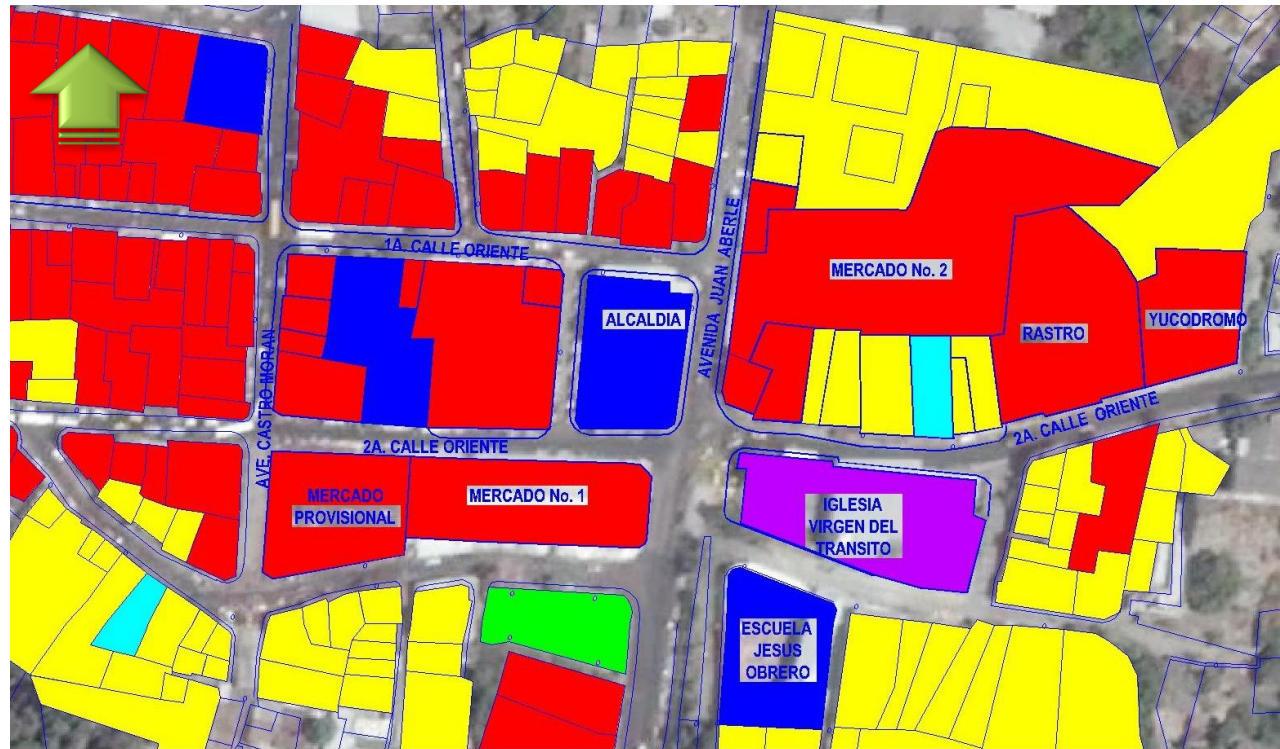 1A. CALLE ORIENTE
AVENIDA JUAN ABERLE
MERCADO No. 2
ALCALDIA
RASTRO
YUCODROMO
AVE. CASTRO MORAN
2A. CALLE ORIENTE
2A. CALLE ORIENTE
MERCADO
PROVISIONAL
MERCADO No. 1
IGLESIA
VIRGEN DEL
TRANSITO
ESCUELA
JESUS
OBRERO